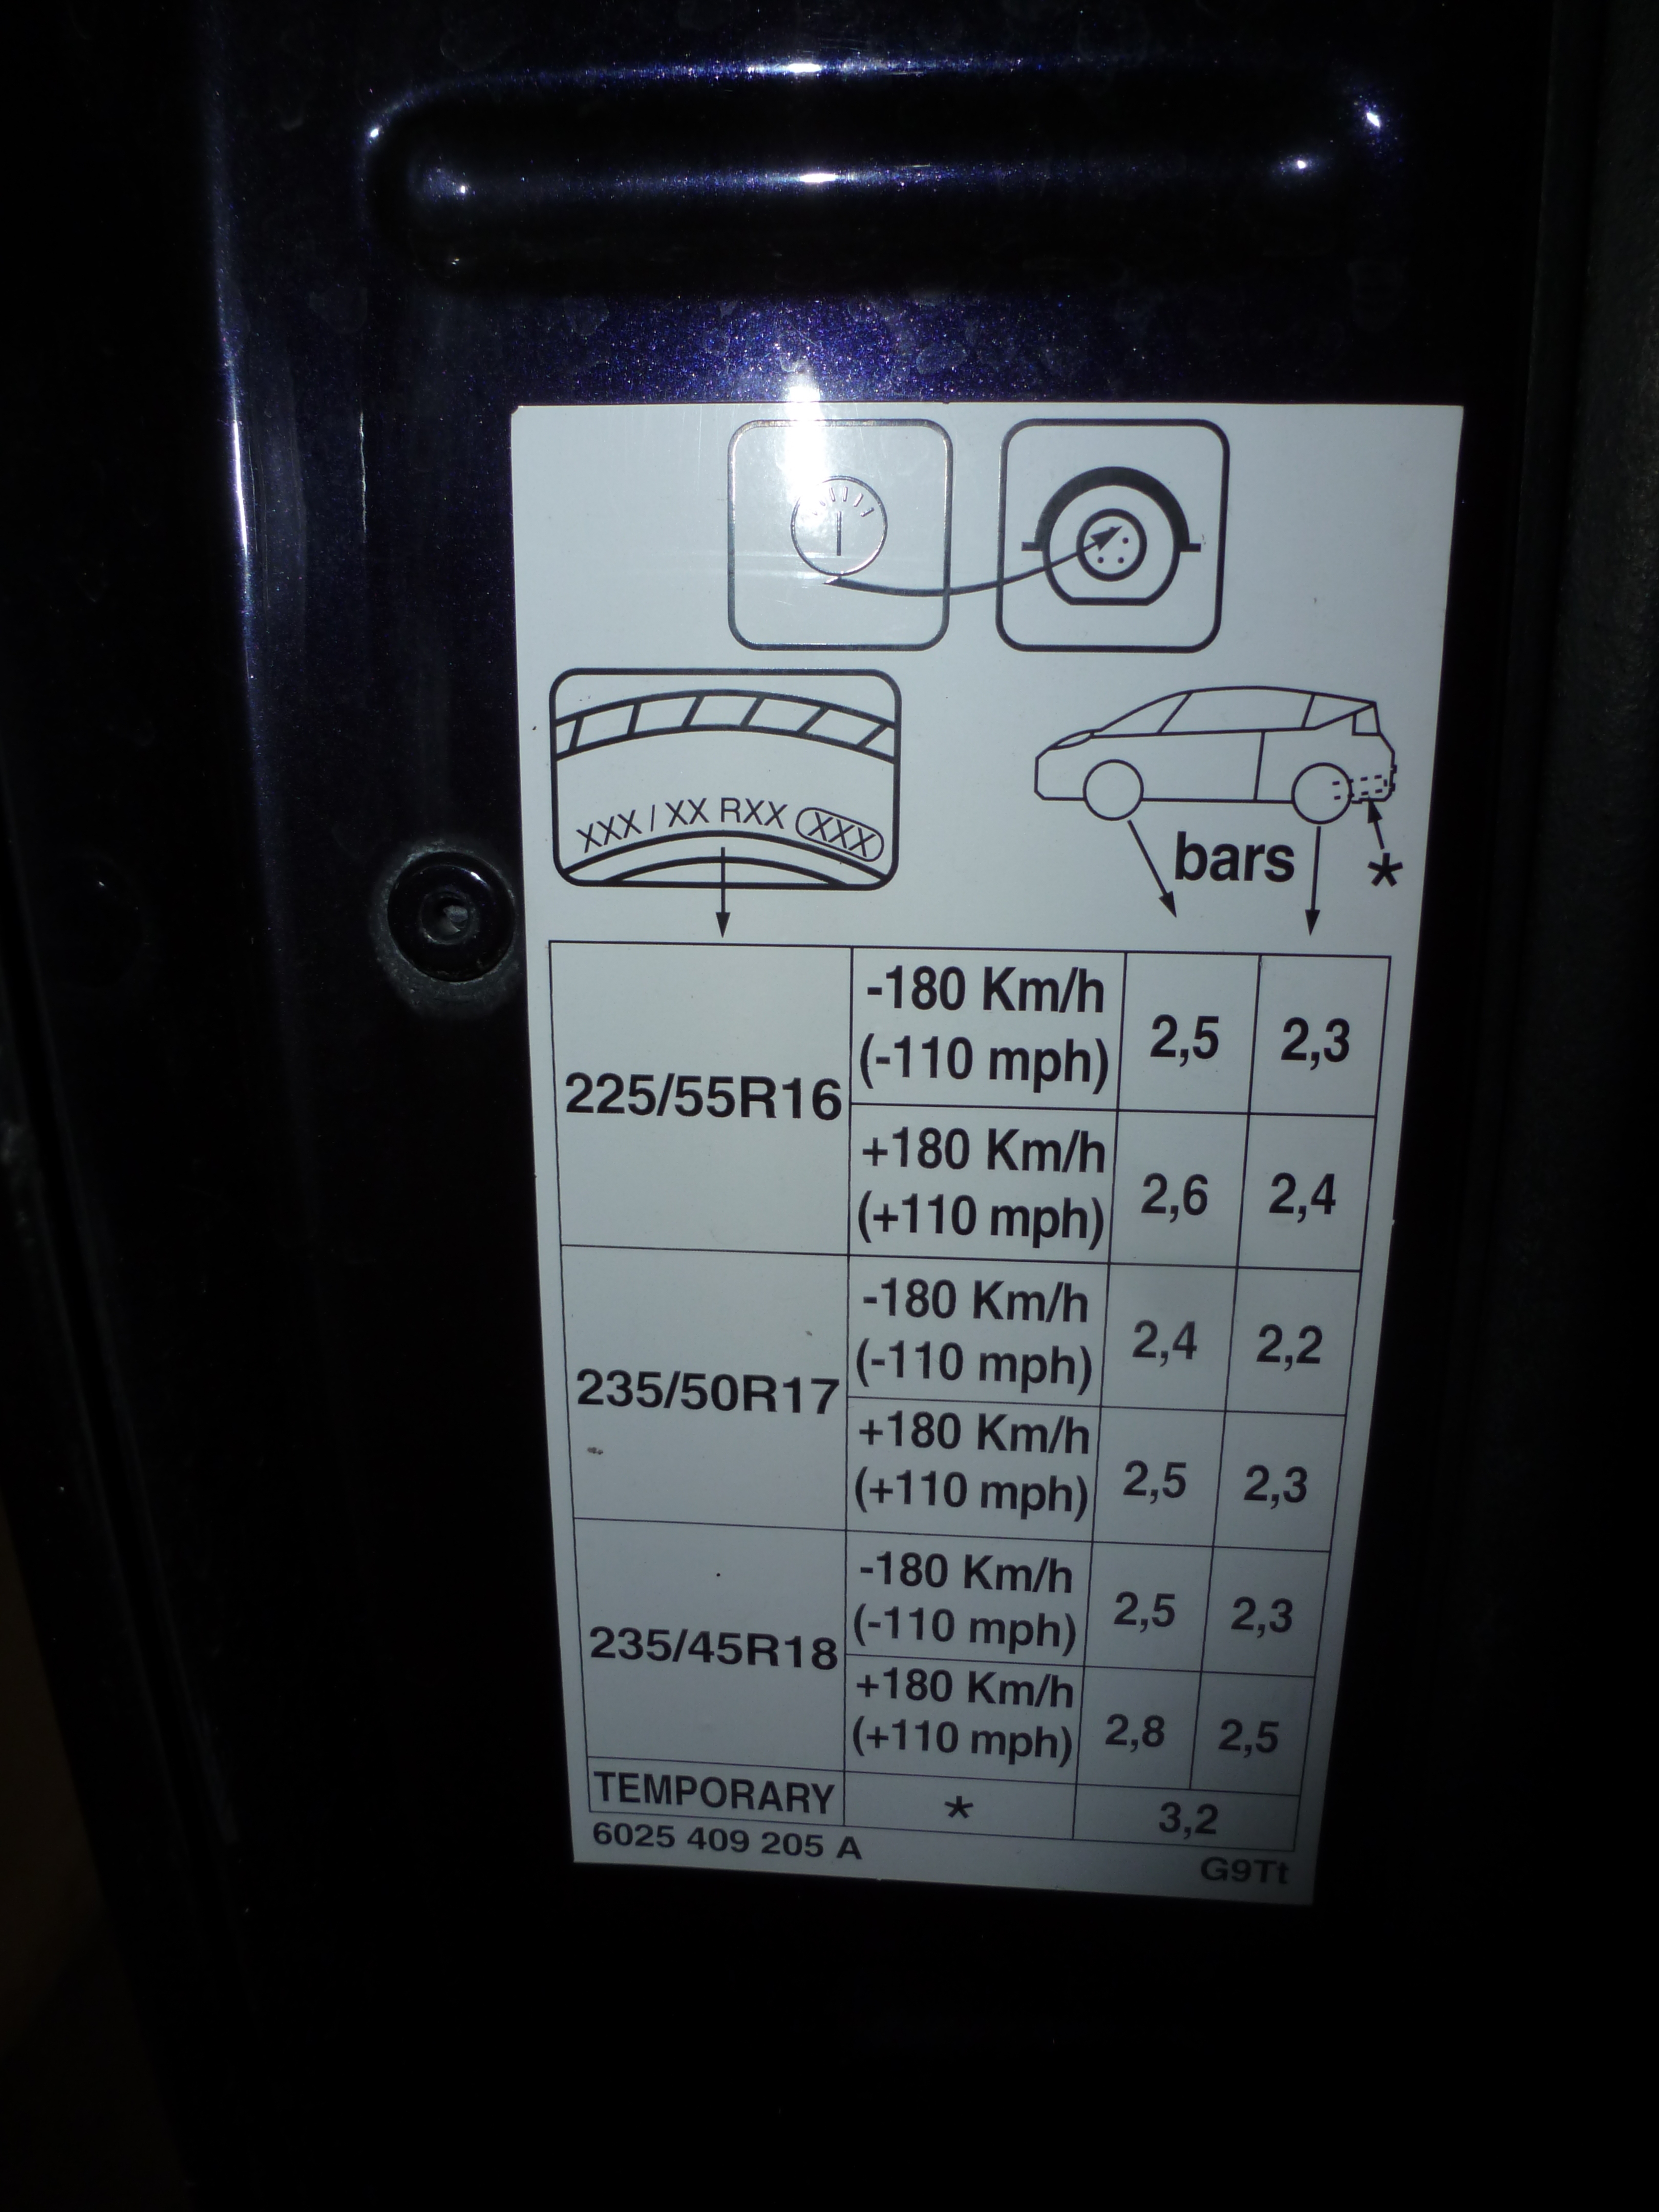 XXX / XX RXX XXX
bars
*
225/55R16
-180 Km/h
(-110 mph)
2,5
2,3
+180 Km/h
(+110 mph)
2,6
2,4
235/50R17
-180 Km/h
(-110 mph)
2,4
2,2
+180 Km/h
(+110 mph)
2,5
2,3
235/45R18
-180 Km/h
(-110 mph)
2,5
2,3
+180 Km/h
(+110 mph)
2,8
2,5
TEMPORARY
*
3,2
6025 409 205 A
G9Tt